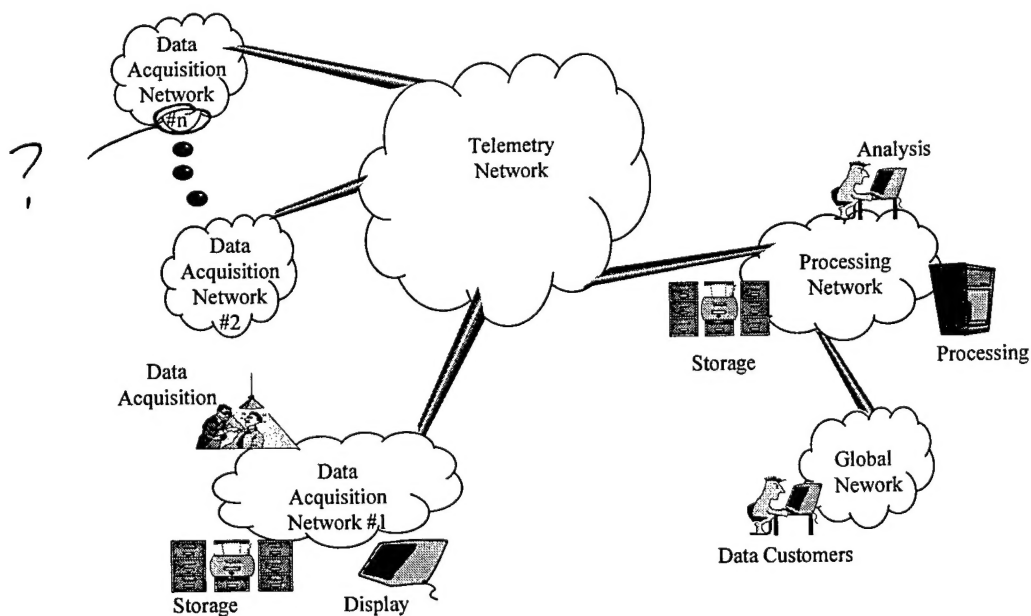 Data
Acquisition
Network
#n
?
Telemetry
Network
Analysis
Data
Acquisition
Network
#2
Processing
Network
Storage
Processing
Data
Acquisition
Data
Acquisition
Network #1
Global
Nework
Data Customers
Storage
Display